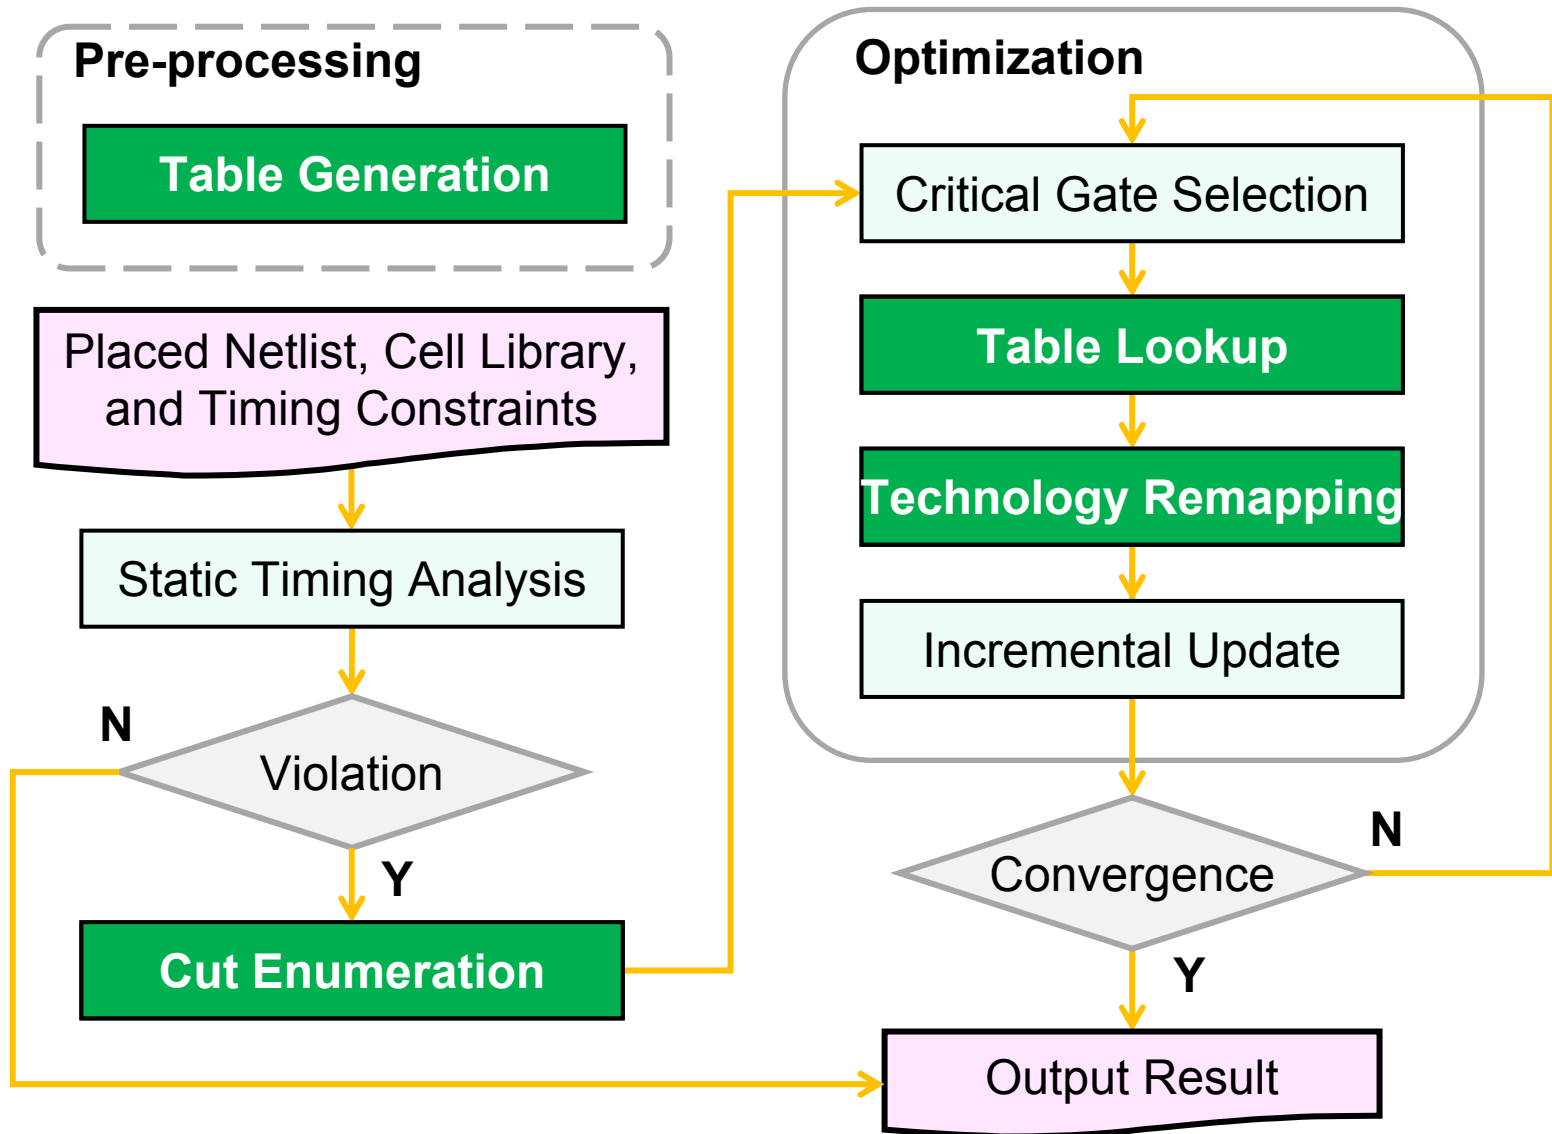 Pre-processing
Table Generation
Placed Netlist, Cell Library,
and Timing Constraints
Static Timing Analysis
N
Violation
Y
Cut Enumeration
Optimization
Critical Gate Selection
Table Lookup
Technology Remapping
Incremental Update
N
Convergence
Y
Output Result